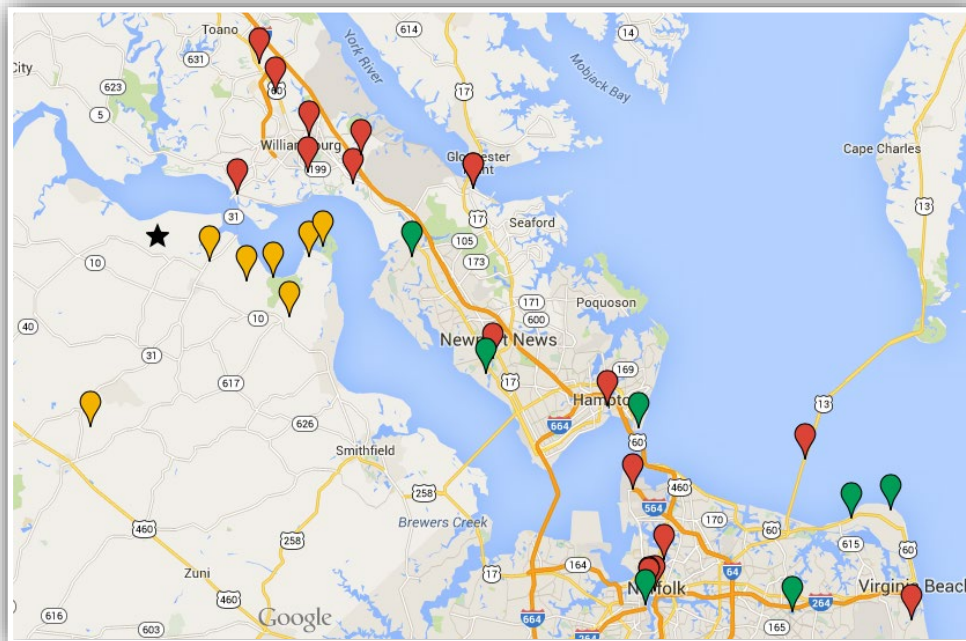 Toano
614
14
631
York River
Mobjack Bay
City
623
60
17
5
Williamsburg
Gloucester
Point
Cape Charles
199
31
17
Seaford
13
10
105
173
10
171
Poquoson
600
40
Newport News
31
617
17
169
Hampton
664
13
626
60
Smithfield
460
258
564
Brewers Creek
170
60
460
258
615
60
164
64
17
Zuni
Norfolk
Virginia Beach
460
264
616
603
Google
664
264
165